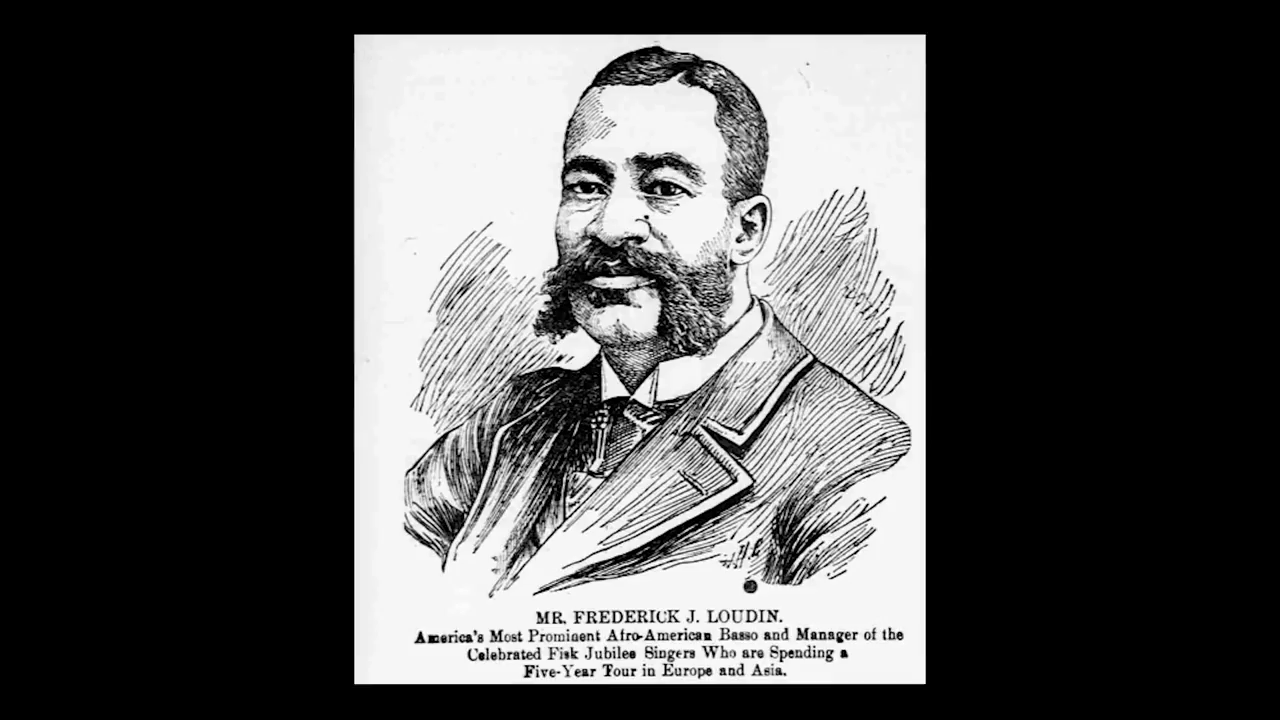 MR. FREDERICK J. LOUDIN.
America's Most Prominent Afro-American Basso and Manager of the
Celebrated Fisk Jubilee Singers Who are Spending a
Five-Year Tour in Europe and Asia.